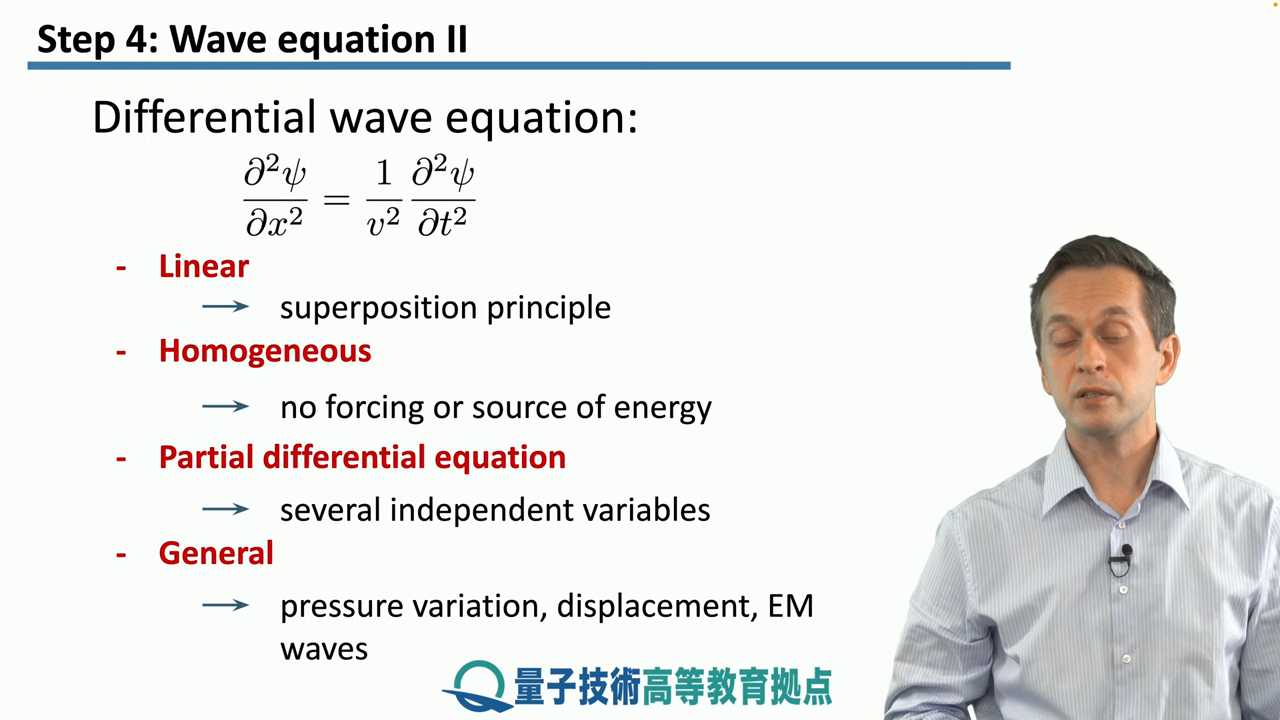 Step 4: Wave equation II
Differential wave equation:
∂²ψ/∂x² = 1/v² ∂²ψ/∂t²
- Linear
→ superposition principle
- Homogeneous
→ no forcing or source of energy
- Partial differential equation
→ several independent variables
- General
→ pressure variation, displacement, EM
waves
量子技術高等教育拠点